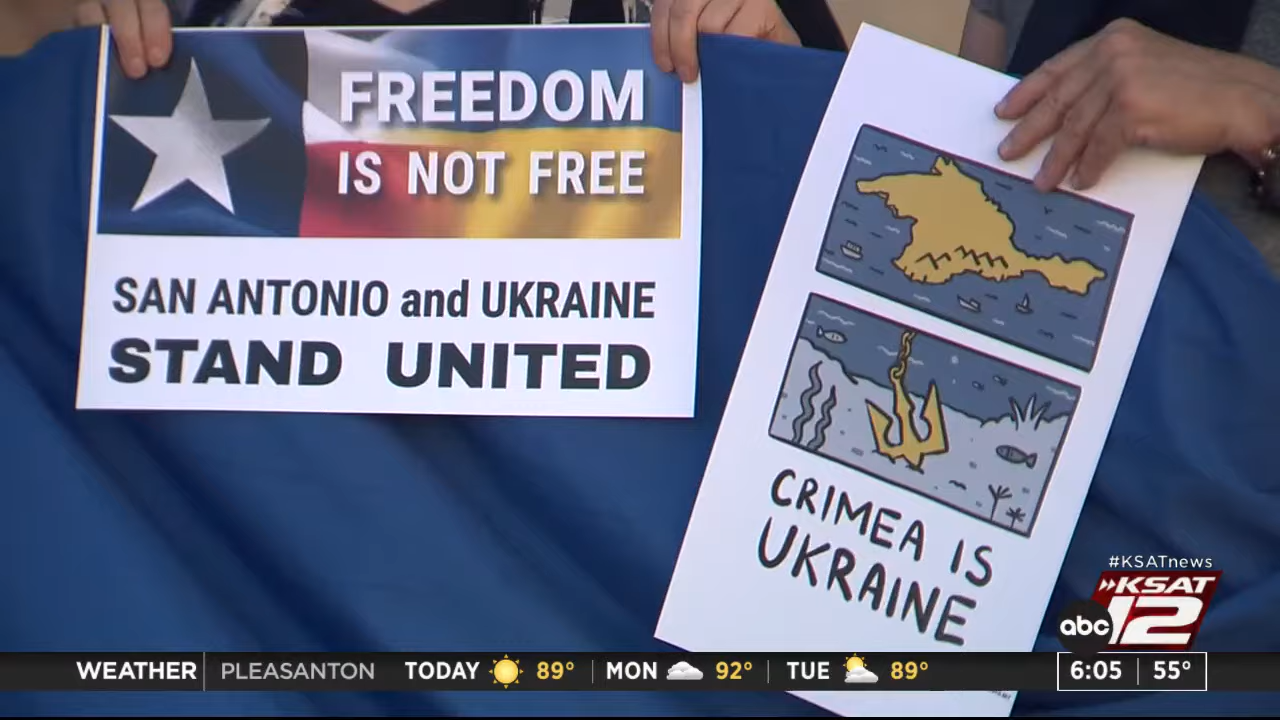 FREEDOM
IS NOT FREE
SAN ANTONIO and UKRAINE
STAND UNITED
CRIMEA IS
UKRAINE
#KSATnews
KSAT
abc 12
WEATHER PLEASANTON TODAY 89° MON 92° TUE 89° 6:05 55°